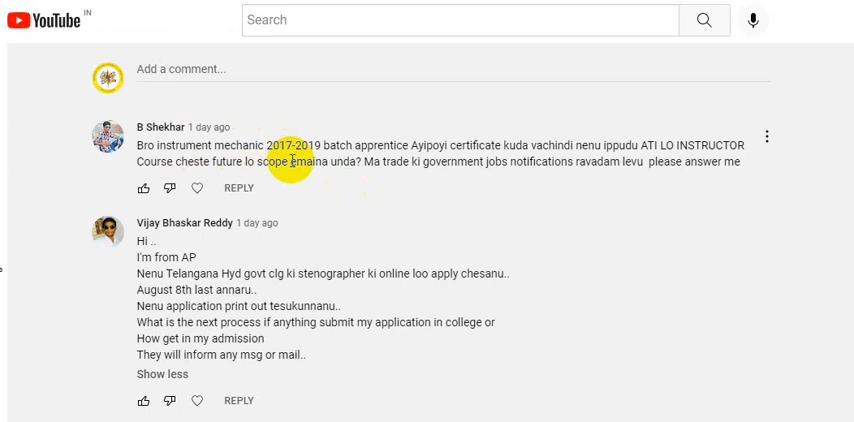 YouTube IN
Search
Add a comment...
B Shekhar 1 day ago
Bro instrument mechanic 2017-2019 batch apprentice Ayipoyi certificate kuda vachindi nenu ippudu ATI LO INSTRUCTOR
Course cheste future lo scope emaina unda? Ma trade ki government jobs notifications ravadam levu please answer me
REPLY
Vijay Bhaskar Reddy 1 day ago
Hi ..
I'm from AP
Nenu Telangana Hyd govt clg ki stenographer ki online loo apply chesanu..
August 8th last annaru..
Nenu application print out tesukunnanu..
What is the next process if anything submit my application in college or
How get in my admission
They will inform any msg or mail..
Show less
REPLY